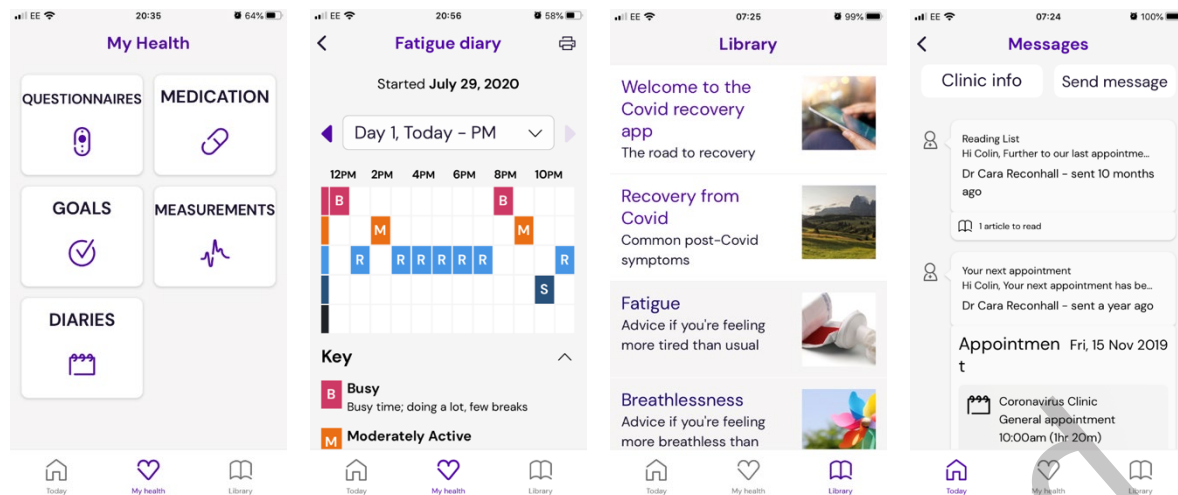 EE
20:35
64%
My Health
QUESTIONNAIRES
MEDICATION
GOALS
MEASUREMENTS
DIARIES
Today
My health
Library
EE
20:56
58%
Fatigue diary
Started July 29, 2020
Day 1, Today - PM
12PM 2PM 4PM 6PM 8PM 10PM
B B
M M
R R R R R R R
S
Key
B Busy
Busy time; doing a lot, few breaks
M Moderately Active
Today
My health
Library
EE
07:25
99%
Library
Welcome to the
Covid recovery
app
The road to recovery
Recovery from
Covid
Common post-Covid
symptoms
Fatigue
Advice if you're feeling
more tired than usual
Breathlessness
Advice if you're feeling
more breathless than
Today
My health
Library
EE
07:24
100%
Messages
Clinic info
Send message
Reading List
Hi Colin, Further to our last appointme...
Dr Cara Reconhall - sent 10 months
ago
1 article to read
Your next appointment
Hi Colin, Your next appointment has be...
Dr Cara Reconhall - sent a year ago
Appointmen Fri, 15 Nov 2019
t
Coronavirus Clinic
General appointment
10:00am (1hr 20m)
Today
My health
Library